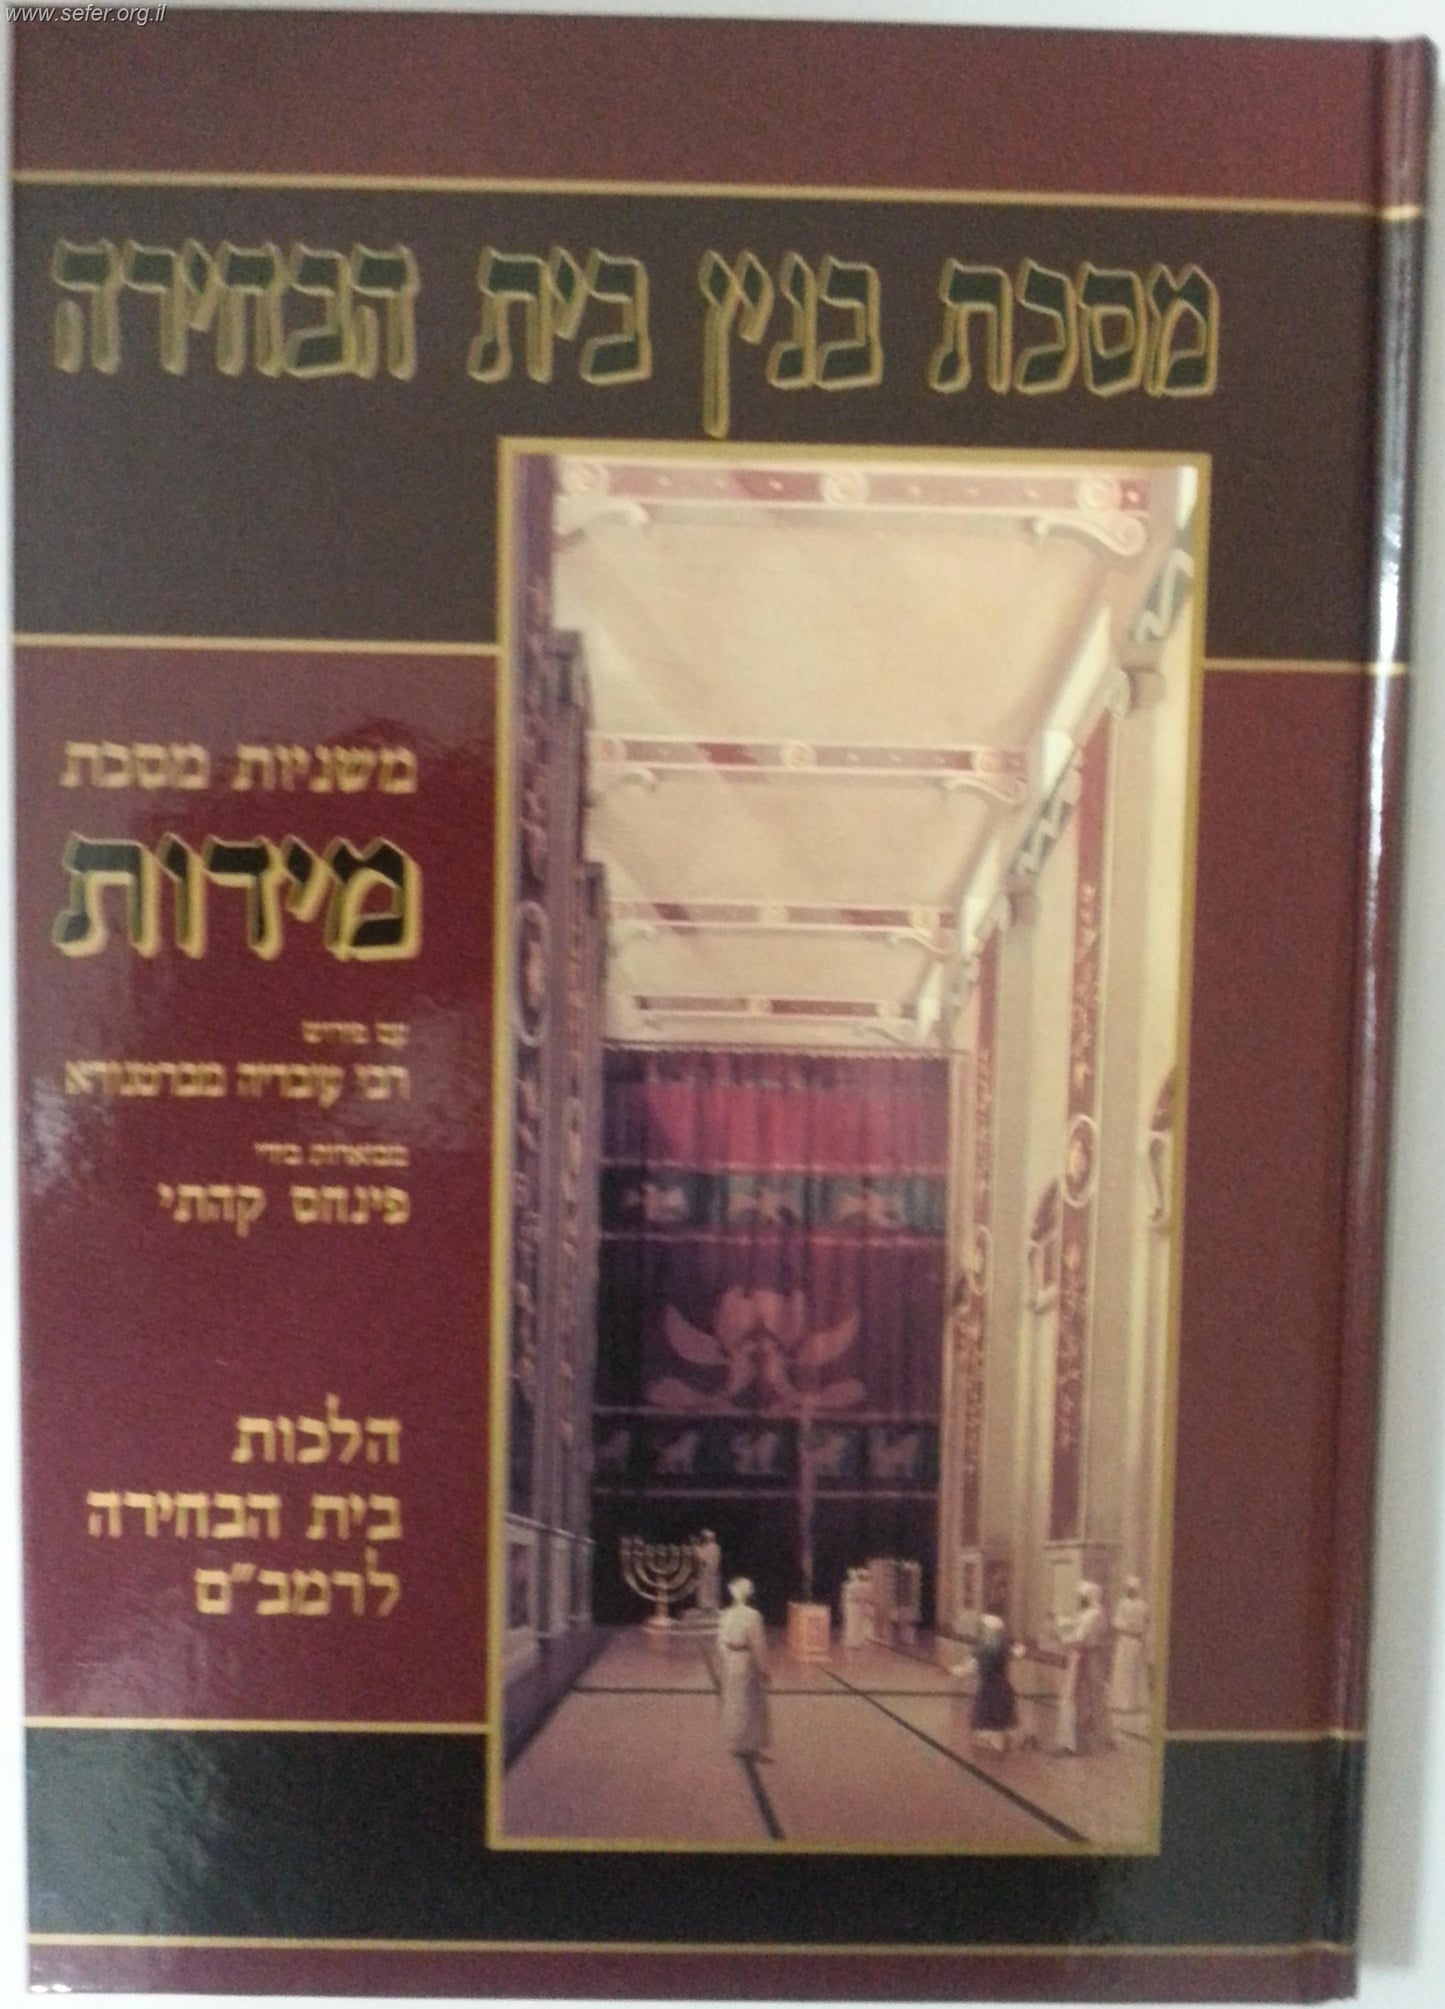 www.sefer.org.il
מסכת בנין בית הבחירה
משניות מסכת
מידות
עם פירוש
רבי עובדיה מברטנורא
מבוארות בידי
פינחס קהתי
הלכות
בית הבחירה
לרמב"ם